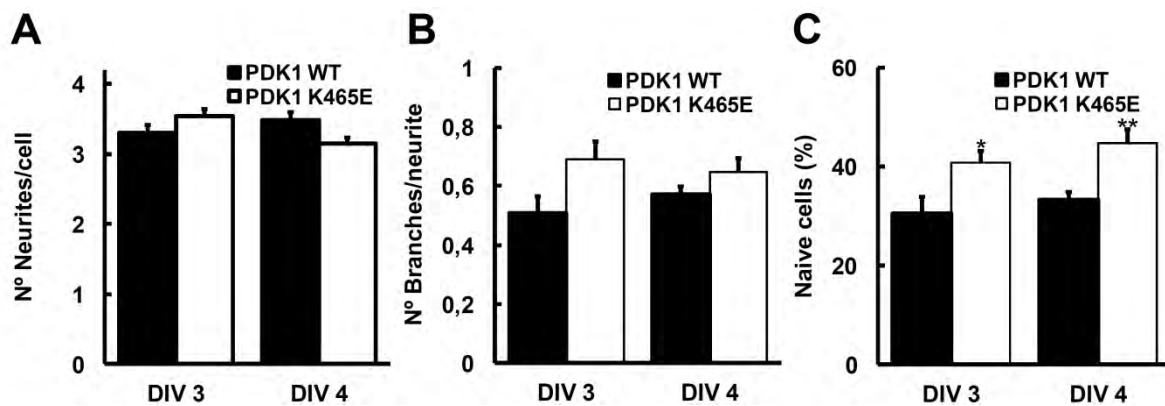 A
Nº Neurites/cell
4
3
2
1
0
PDK1 WT
PDK1 K465E
DIV 3
DIV 4
B
Nº Branches/neurite
1
0,8
0,6
0,4
0,2
0
PDK1 WT
PDK1 K465E
DIV 3
DIV 4
C
Naive cells (%)
60
40
20
0
PDK1 WT
PDK1 K465E
*
**
DIV 3
DIV 4